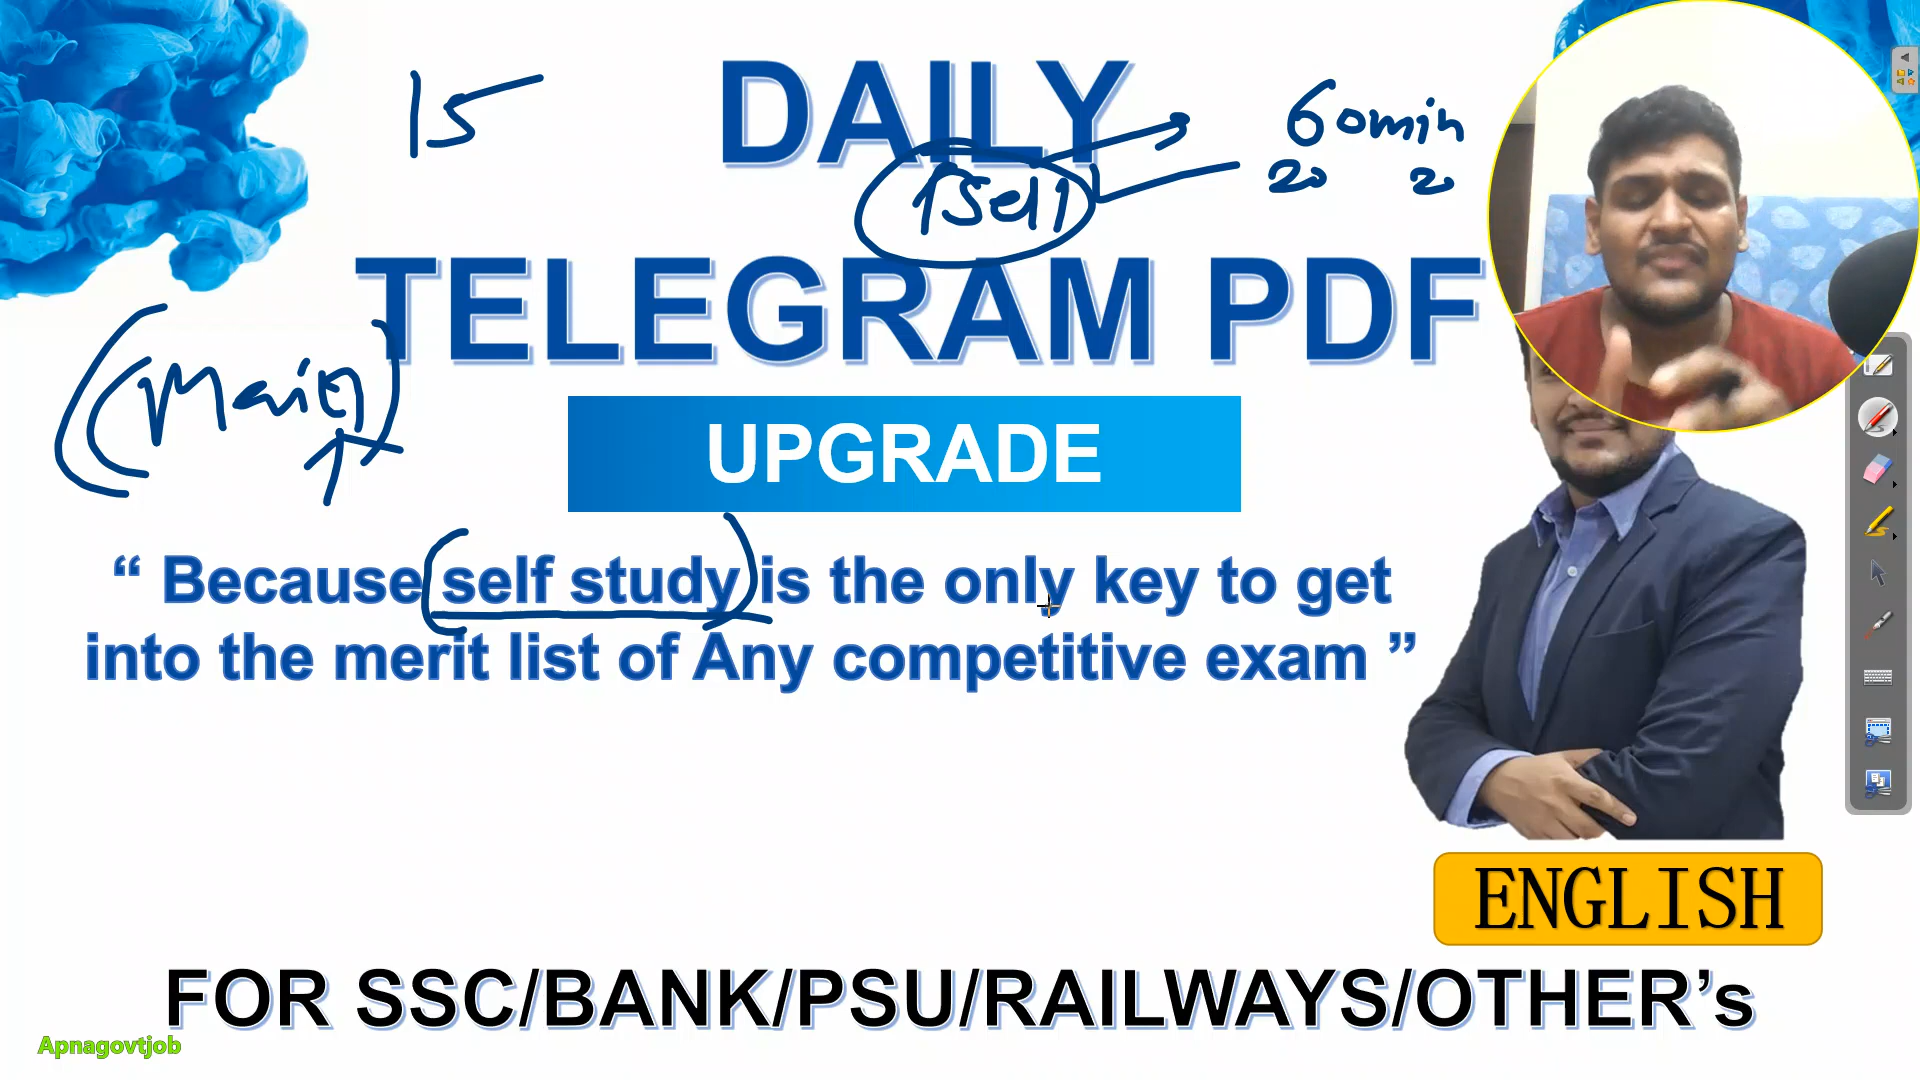 15
DAILY
60min
20 20
TELEGRAM PDF
(Main)
UPGRADE
“ Because self study is the only key to get
into the merit list of Any competitive exam ”
ENGLISH
FOR SSC/BANK/PSU/RAILWAYS/OTHER’s
Apnagovtjob